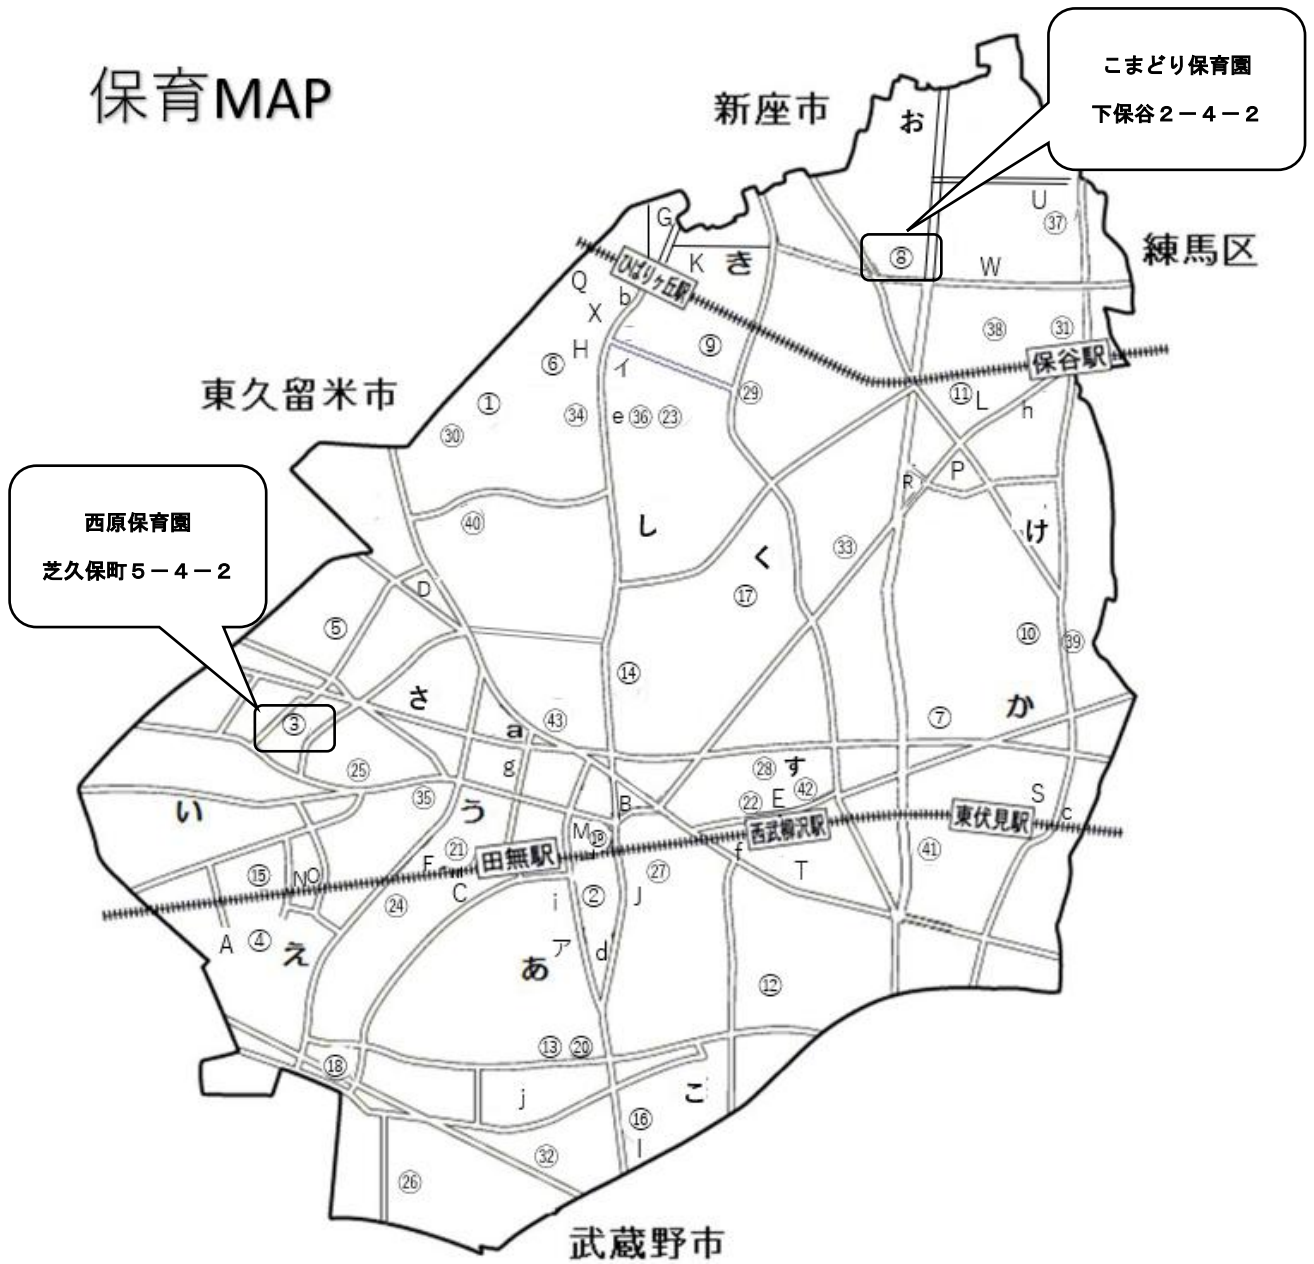 保育MAP
こまどり保育園
下保谷２－４－２
新座市
お
U
㊲
練馬区
G
ひばりヶ丘駅
K
き
⑧
W
Q
b
X
㊳
㉛
H
⑨
保谷駅
⑥
イ
東久留米市
①
㉙
⑪
L
h
㉞
e
㊱
㉓
㉚
西原保育園
芝久保町５－４－２
R
P
㊵
し
く
㉝
け
D
⑰
⑤
⑩
㊴
⑭
さ
か
③
a
㊸
⑦
g
㉕
㉘
す
㉟
う
B
㉒
E
㊷
S
い
c
M
⑲
西武柳沢駅
東伏見駅
㉑
田無駅
f
㊶
F
C
㉗
T
⑮
N
O
㉔
i
②
J
A
④
え
ア
d
あ
⑫
⑬
⑳
⑱
j
こ
⑯
I
㉜
㉖
武蔵野市